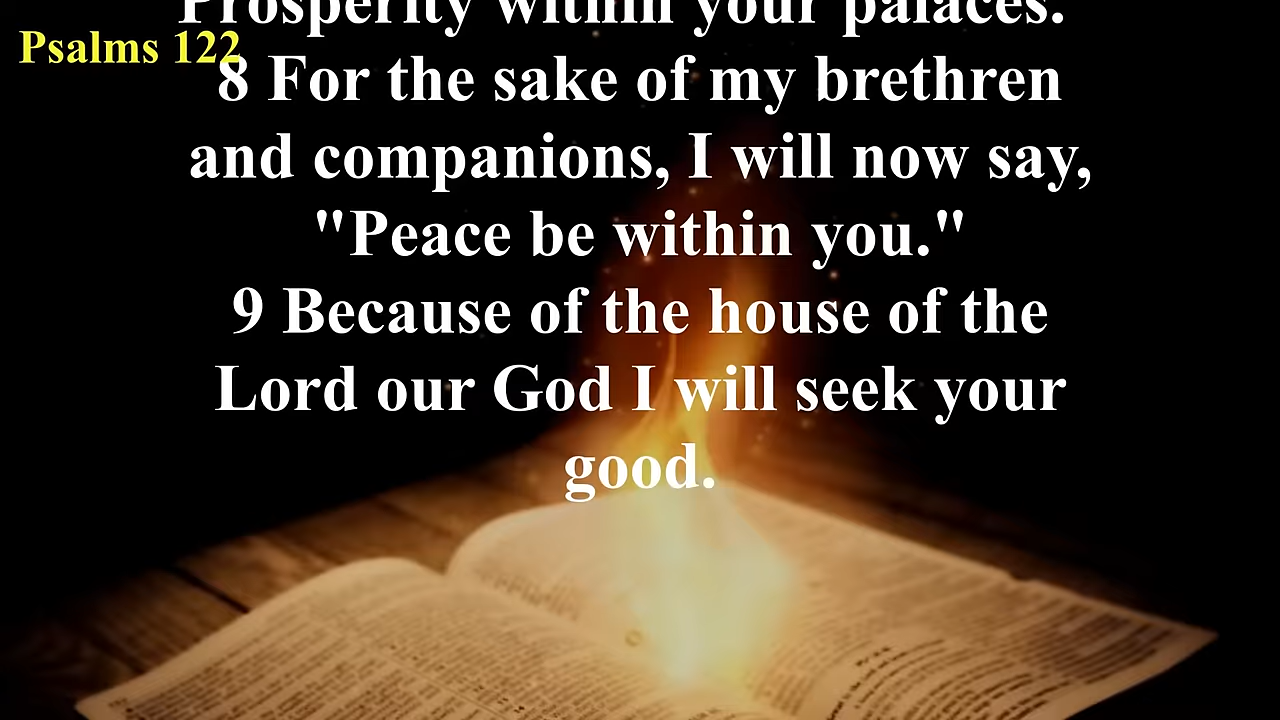 Prosperity within your palaces.
Psalms 122
8 For the sake of my brethren
and companions, I will now say,
"Peace be within you."
9 Because of the house of the
Lord our God I will seek your
good.